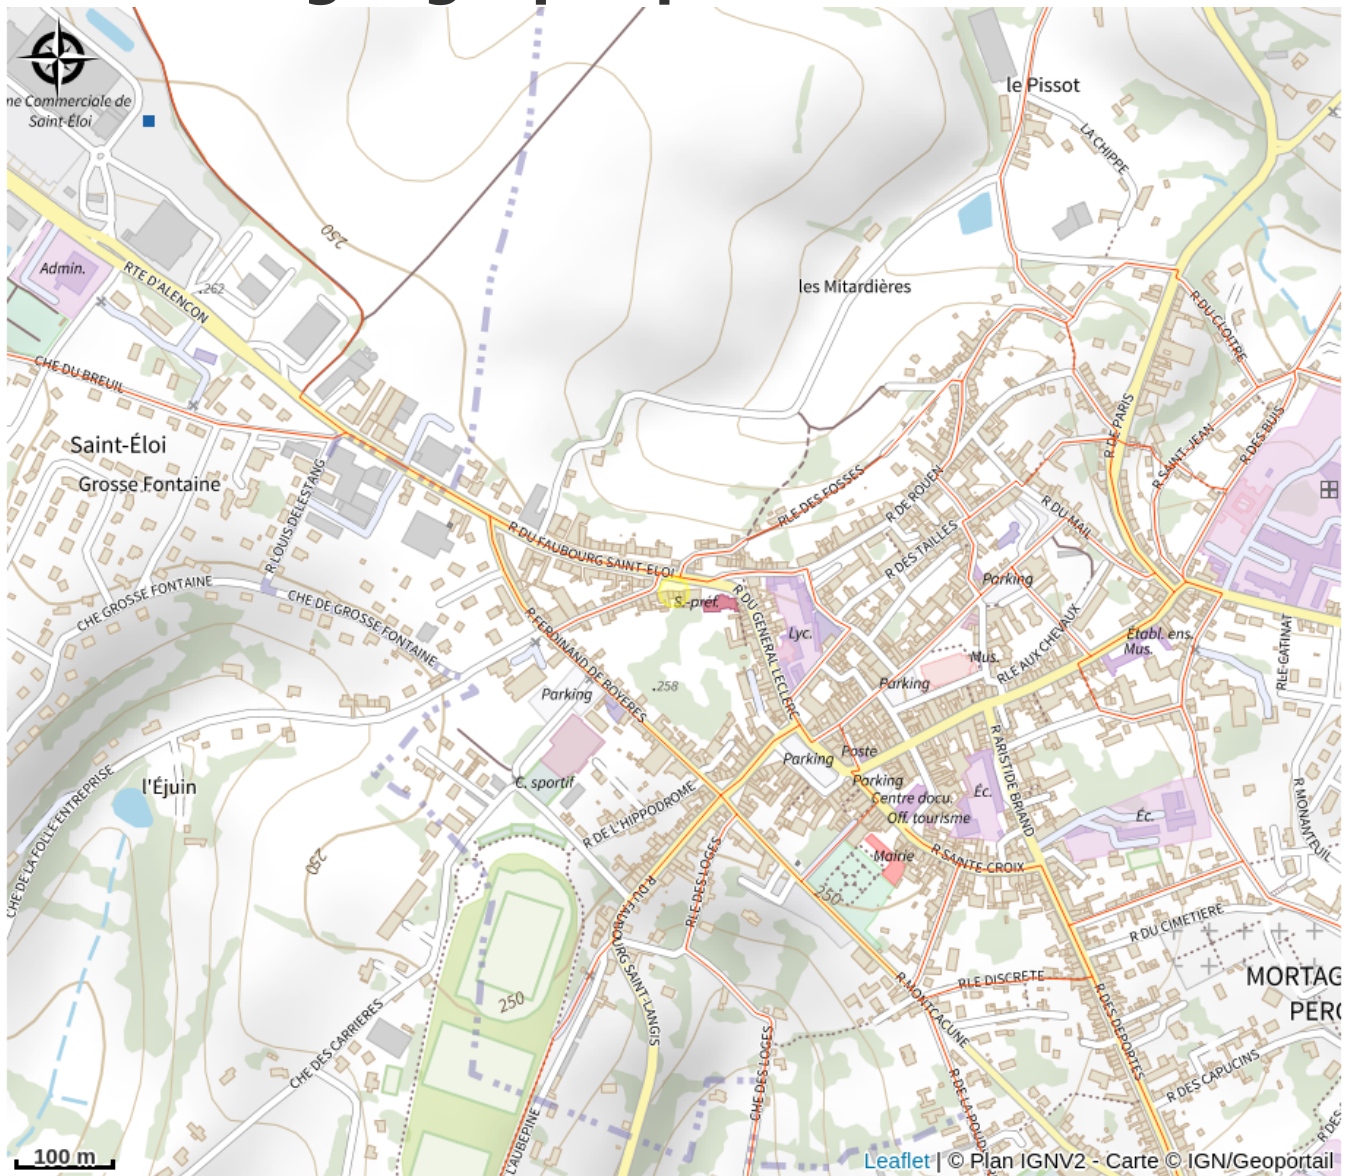 le Pissot
LA CHIPPE
ne Commerciale de
Saint-Éloi
250
Admin.
RTE D'ALENCON
262
les Mitardières
R DU CLOITRE
CHE DU BREUIL
R DE PARIS
R SAINT-JEAN
R DES BUIS
Saint-Éloi
Grosse Fontaine
R LOUIS DELESTANG
RLE DES FOSSES
R DE ROUEN
R DU MAIL
R DES TAILLES
R DU FAUBOURG SAINT-ELOI
CHE GROSSE FONTAINE
CHE DE GROSSE FONTAINE
S.-préf.
Parking
R DU GENERAL LECLERC
Lyc.
R FERDINAND DE BOYERES
Établ. ens.
Mus.
RLE AUX CHEVAUX
RLE CATINAT
Mus.
258
Parking
Parking
R ARISTIDE BRIAND
Poste
Parking
Parking
C. sportif
l'Éjuin
CHE DE LA FOLLE ENTREPRISE
R DE L'HIPPODROME
Centre docu.
Off. tourisme
Éc.
Éc.
R MONANTEUIL
Mairie
R SAINTE-CROIX
250
250
RLE DES LOGES
R DU FAUBOURG SAINT-LANGIS
R DU CIMETIERE
RLE DISCRETE
MORTAG
PERC
250
R MONTCACUNE
R DES DEPORTES
CHE DES CARRIERES
CHE DES LOGES
R DES CAPUCINS
R DE LA POUD
L'AUBEPINE
R DES
100 m
Leaflet | © Plan IGNV2 - Carte © IGN/Geoportail